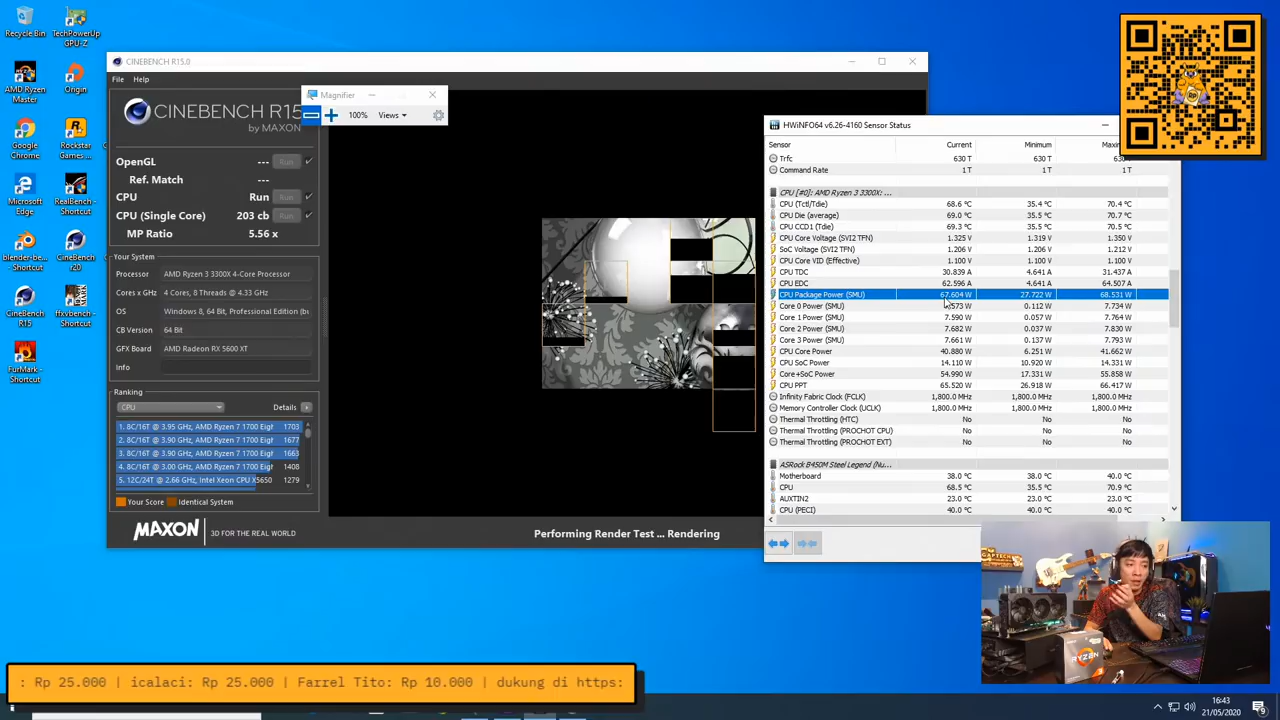 Recycle Bin
TechPowerUp GPU-Z
AMD Ryzen Master
Origin
Google Chrome
Rockstar Games ...
Microsoft Edge
RealBench - Shortcut
blender-be... - Shortcut
CineBench r20
CineBench R15
ffxvbench - Shortcut
FurMark - Shortcut
CINEBENCH R15.0
File Help
CINEBENCH R15
by MAXON
OpenGL --- Run
Ref. Match ---
CPU Run
CPU (Single Core) 203 cb Run
MP Ratio 5.56 x
Your System
Processor AMD Ryzen 3 3300X 4-Core Processor
Cores x GHz 4 Cores, 8 Threads @ 4.33 GHz
OS Windows 8, 64 Bit, Professional Edition (bu
CB Version 64 Bit
GFX Board AMD Radeon RX 5600 XT
Info
Ranking
CPU Details
1. 8C/16T @ 3.95 GHz, AMD Ryzen 7 1700 Eigh 1703
2. 8C/16T @ 3.90 GHz, AMD Ryzen 7 1700 Eigh 1677
3. 8C/16T @ 3.90 GHz, AMD Ryzen 7 1700 Eigh 1663
4. 8C/16T @ 3.00 GHz, AMD Ryzen 7 1700 Eigh 1408
5. 12C/24T @ 2.66 GHz, Intel Xeon CPU X5650 1279
Your Score Identical System
MAXON 3D FOR THE REAL WORLD
Performing Render Test ... Rendering
Magnifier
100% Views
HWiNFO64 v6.26-4160 Sensor Status
Sensor Current Minimum Maxim
Trfc 630 T 630 T 630 T
Command Rate 1 T 1 T 1 T
CPU [#0]: AMD Ryzen 3 3300X: ...
CPU (Tctl/Tdie) 68.6 °C 35.4 °C 70.4 °C
CPU Die (average) 69.0 °C 35.5 °C 70.7 °C
CPU CCD1 (Tdie) 69.3 °C 35.5 °C 70.5 °C
CPU Core Voltage (SVI2 TFN) 1.325 V 1.319 V 1.350 V
SoC Voltage (SVI2 TFN) 1.206 V 1.206 V 1.212 V
CPU Core VID (Effective) 1.100 V 1.100 V 1.100 V
CPU TDC 30.839 A 4.641 A 31.437 A
CPU EDC 62.596 A 4.641 A 64.507 A
CPU Package Power (SMU) 67.604 W 27.722 W 68.531 W
Core 0 Power (SMU) 573 W 0.112 W 7.734 W
Core 1 Power (SMU) 7.590 W 0.057 W 7.764 W
Core 2 Power (SMU) 7.682 W 0.037 W 7.830 W
Core 3 Power (SMU) 7.661 W 0.137 W 7.793 W
CPU Core Power 40.880 W 6.251 W 41.662 W
CPU SoC Power 14.110 W 10.920 W 14.331 W
Core+SoC Power 54.990 W 17.331 W 55.858 W
CPU PPT 65.520 W 26.918 W 66.417 W
Infinity Fabric Clock (FCLK) 1,800.0 MHz 1,800.0 MHz 1,800.0 MHz
Memory Controller Clock (UCLK) 1,800.0 MHz 1,800.0 MHz 1,800.0 MHz
Thermal Throttling (HTC) No No No
Thermal Throttling (PROCHOT CPU) No No No
Thermal Throttling (PROCHOT EXT) No No No
ASRock B450M Steel Legend (Nu...
Motherboard 38.0 °C 38.0 °C 40.0 °C
CPU 68.5 °C 35.5 °C 70.9 °C
AUXTIN2 23.0 °C 23.0 °C 23.0 °C
CPU (PECI) 40.0 °C 40.0 °C 40.0 °C
GAPTECH
RYZEN
: Rp 25.000 | icalaci: Rp 25.000 | Farrel Tito: Rp 10.000 | dukung di https:
16:43
21/05/2020